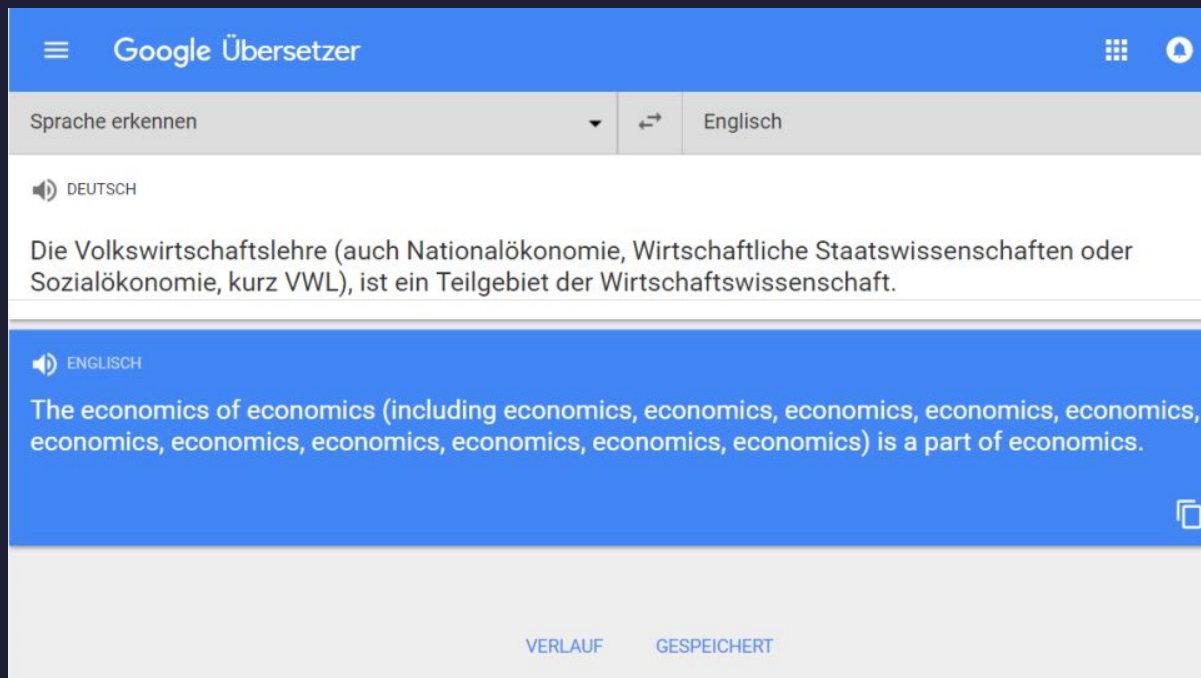 Google Übersetzer
Sprache erkennen
Englisch
DEUTSCH
Die Volkswirtschaftslehre (auch Nationalökonomie, Wirtschaftliche Staatswissenschaften oder
Sozialökonomie, kurz VWL), ist ein Teilgebiet der Wirtschaftswissenschaft.
ENGLISCH
The economics of economics (including economics, economics, economics, economics, economics,
economics, economics, economics, economics, economics, economics) is a part of economics.
VERLAUF
GESPEICHERT